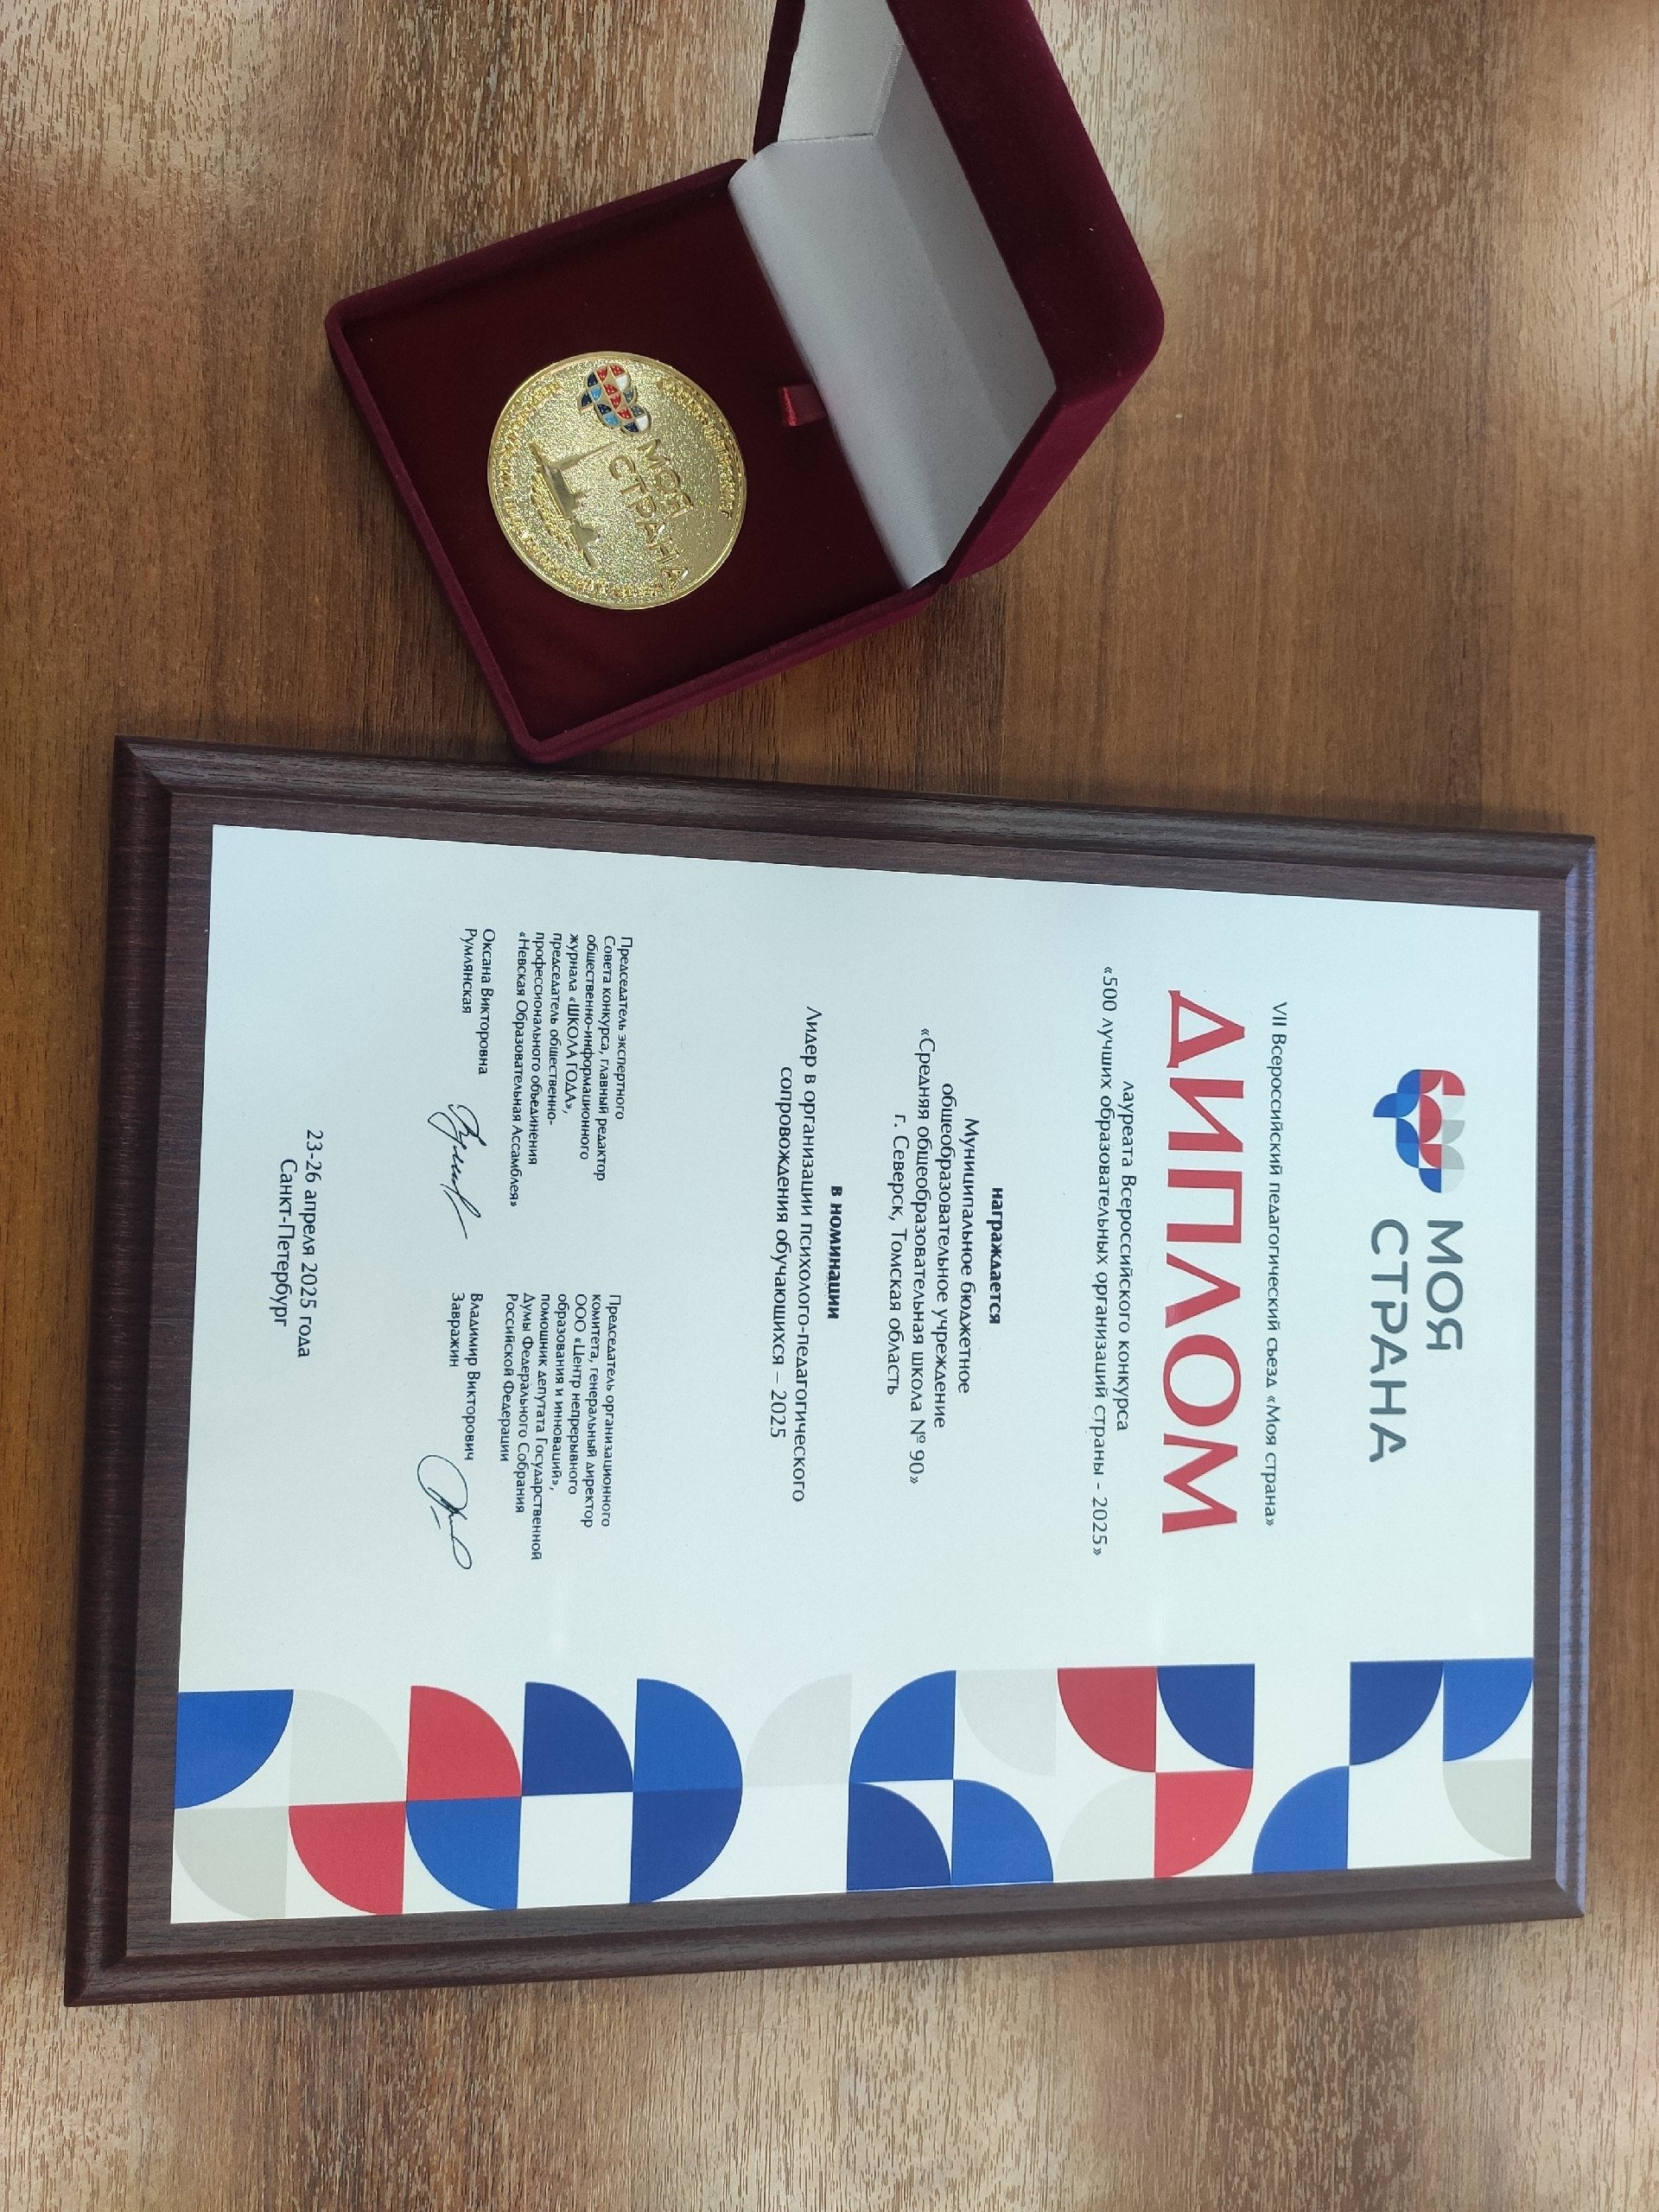 МОЯ
СТРАНА
VII Всероссийский педагогический съезд «Моя страна»
ДИПЛОМ
лауреата Всероссийского конкурса
«500 лучших образовательных организаций страны - 2025»
награждается
Муниципальное бюджетное
общеобразовательное учреждение
«Средняя общеобразовательная школа № 90»
г. Северск, Томская область
в номинации
Лидер в организации психолого-педагогического
сопровождения обучающихся – 2025
Председатель экспертного
Совета конкурса, главный редактор
общественно-информационного
журнала «ШКОЛА ГОДА»,
председатель общественно-
профессионального объединения
«Невская Образовательная Ассамблея»
Оксана Викторовна
Румлянская
Председатель организационного
комитета, генеральный директор
ООО «Центр непрерывного
образования и инноваций»,
помощник депутата Государственной
Думы Федерального Собрания
Российской Федерации
Владимир Викторович
Завражин
23-26 апреля 2025 года
Санкт-Петербург
МОЯ
СТРАНА